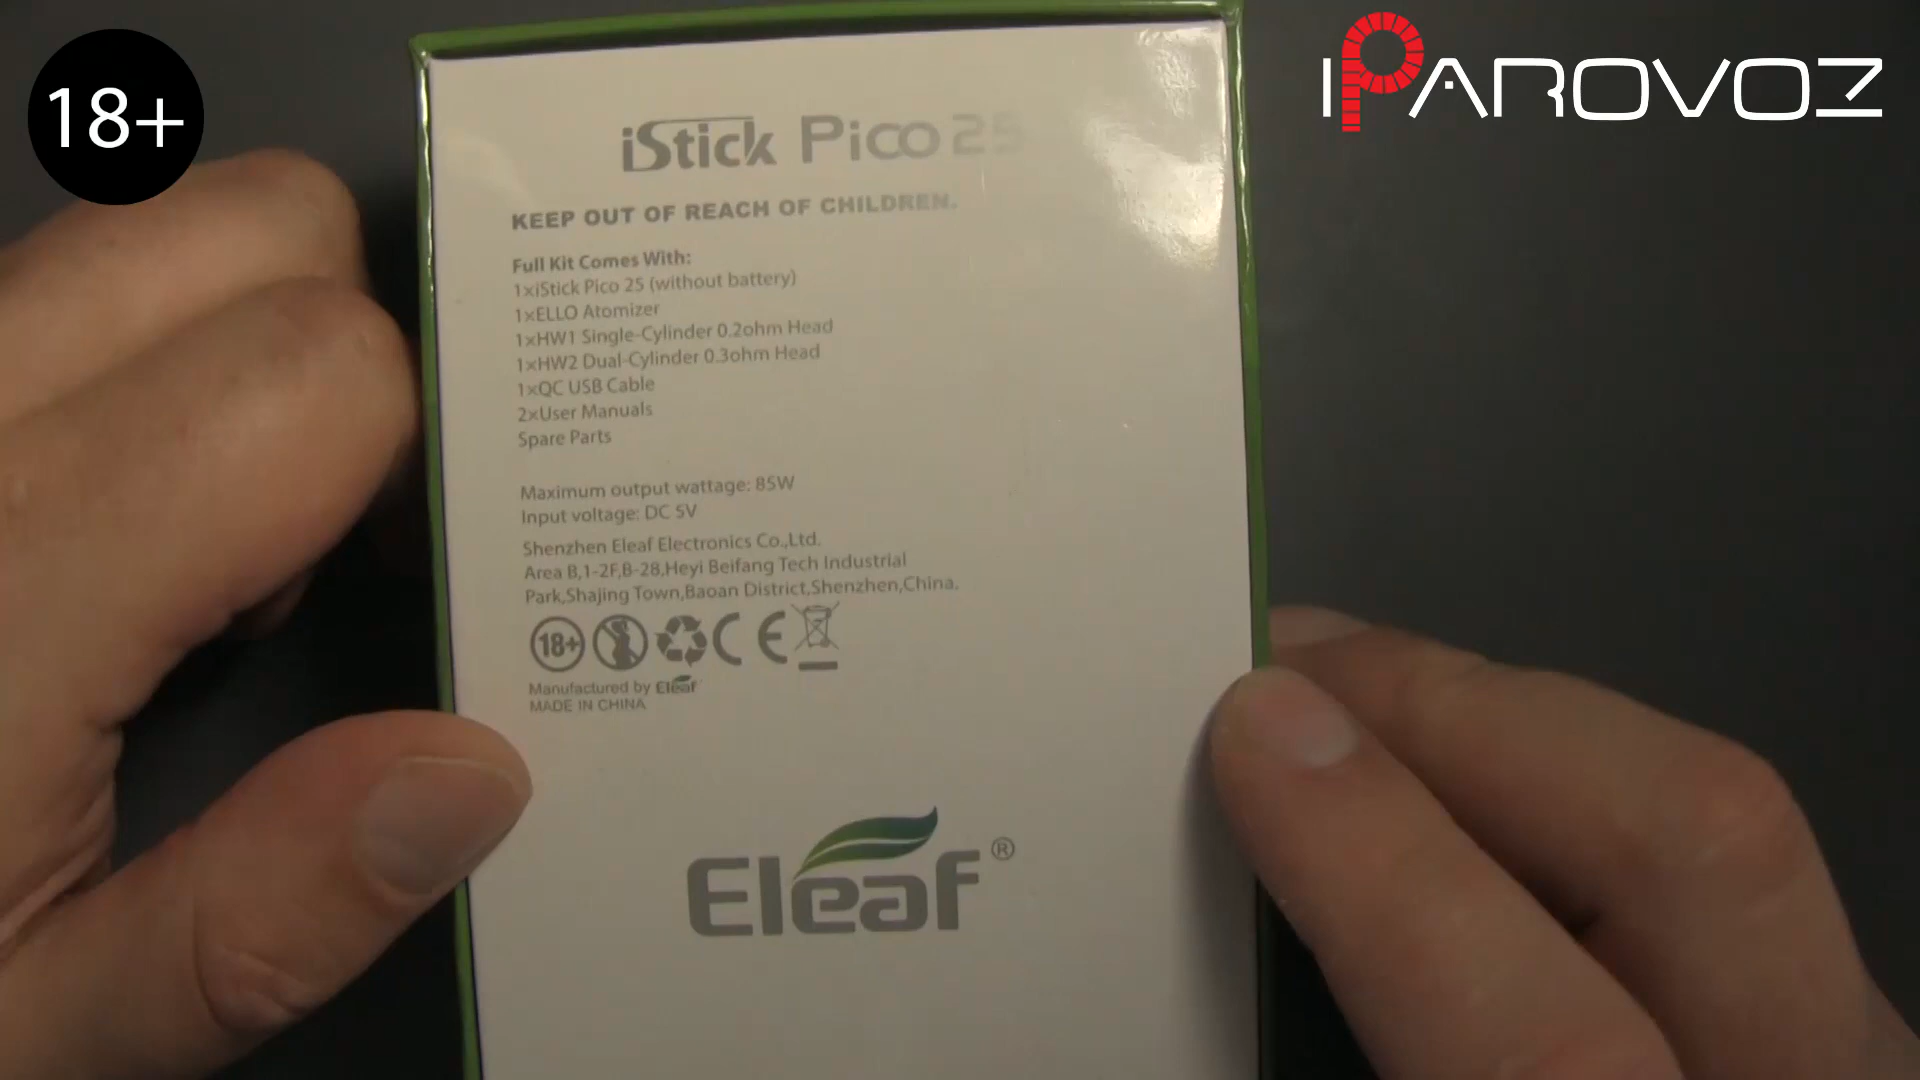 18+
iPAROVOZ
iStick Pico 25
KEEP OUT OF REACH OF CHILDREN.
Full Kit Comes With:
1×iStick Pico 25 (without battery)
1×ELLO Atomizer
1×HW1 Single-Cylinder 0.2ohm Head
1×HW2 Dual-Cylinder 0.3ohm Head
1×QC USB Cable
2×User Manuals
Spare Parts
Maximum output wattage: 85W
Input voltage: DC 5V
Shenzhen Eleaf Electronics Co.,Ltd.
Area B,1-2F,B-28,Heyi Beifang Tech Industrial
Park,Shajing Town,Baoan District,Shenzhen,China.
18+ CE
Manufactured by Eleaf
MADE IN CHINA
Eleaf®